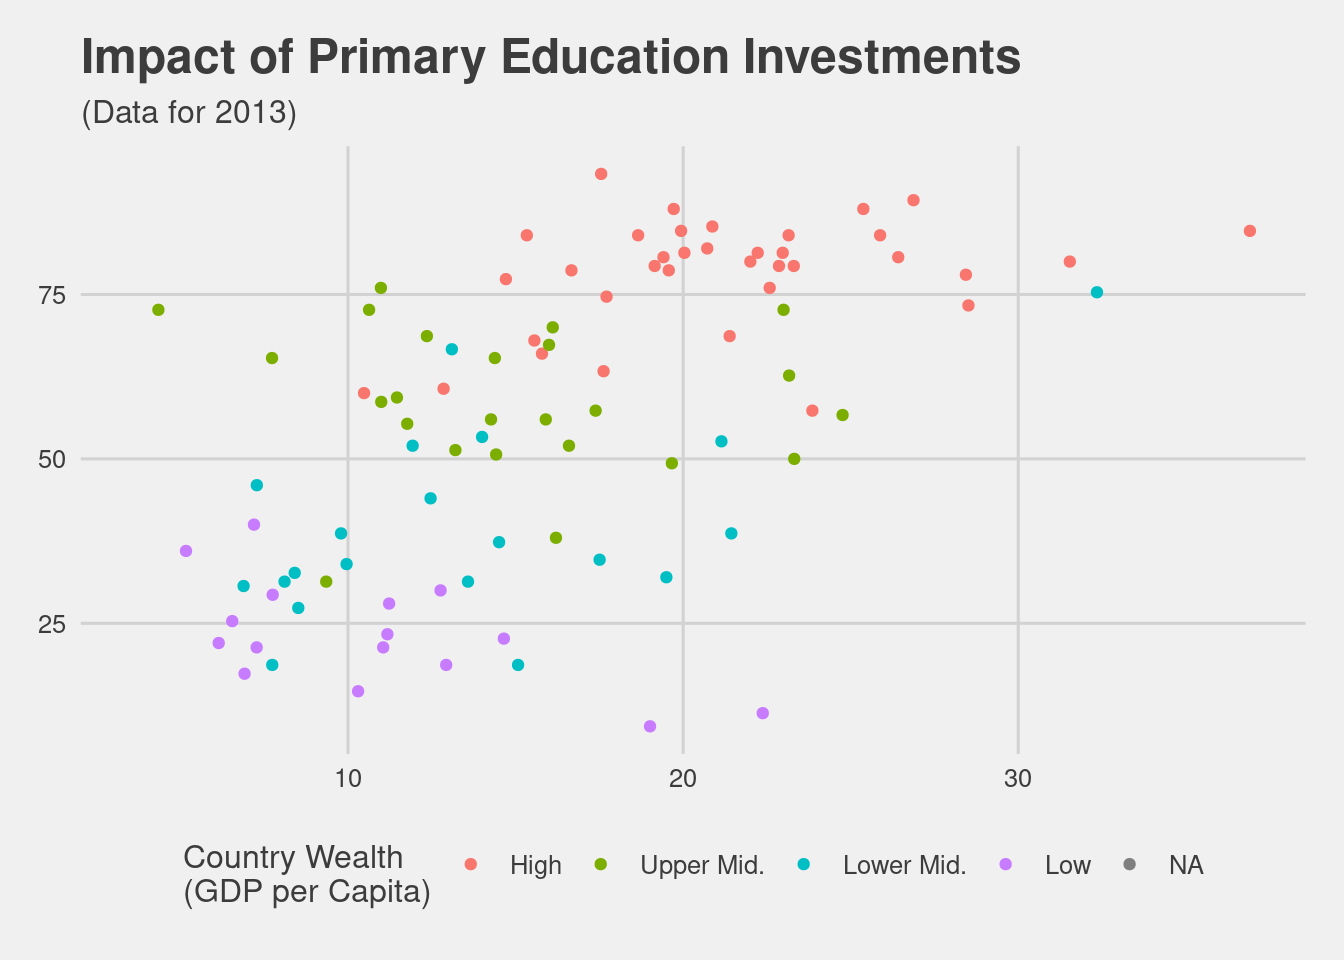 Impact of Primary Education Investments
(Data for 2013)
75
50
25
10 20 30
Country Wealth
(GDP per Capita)
High Upper Mid. Lower Mid. Low NA